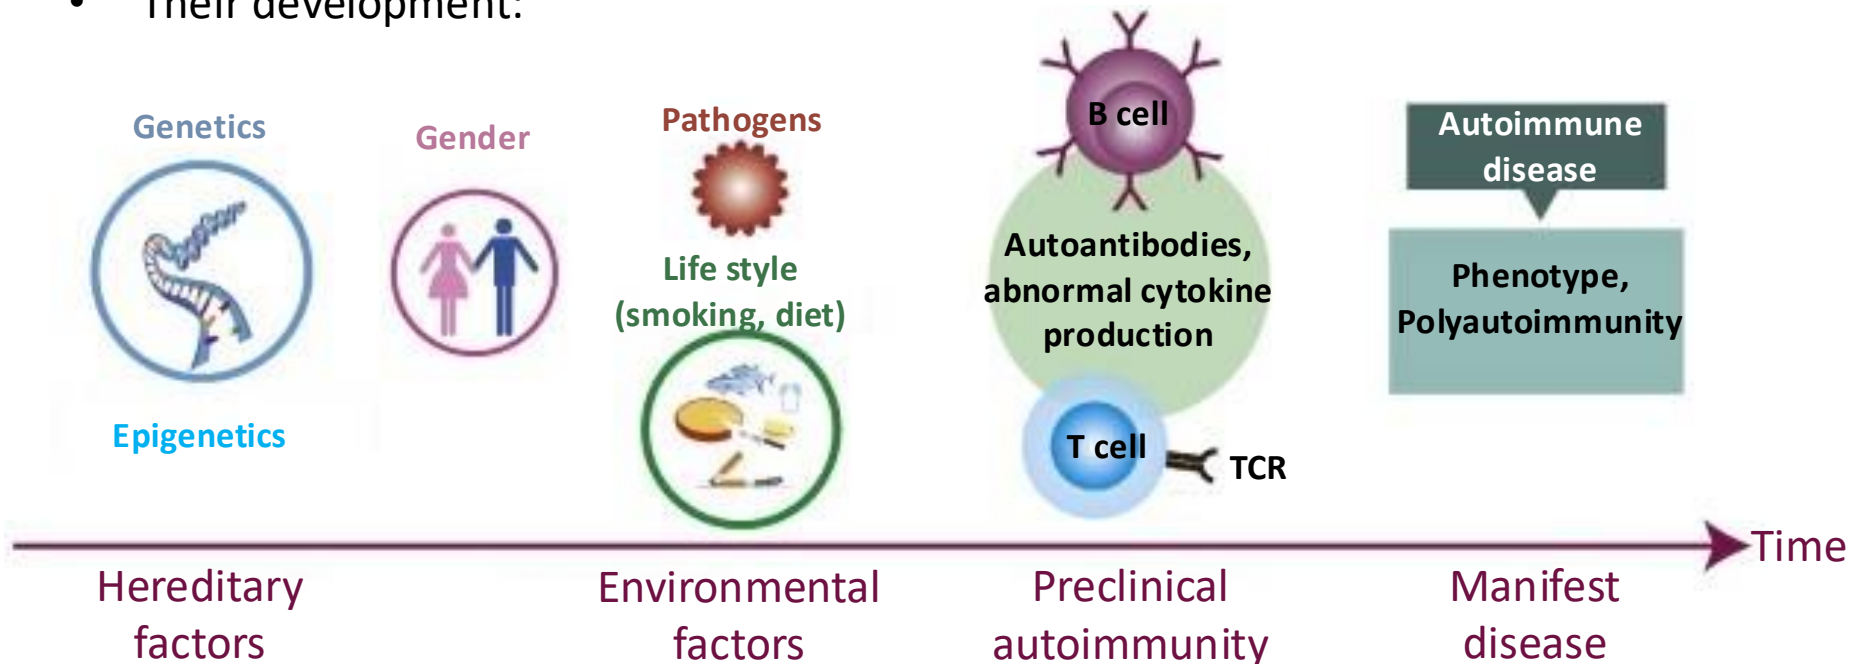 • Their development:
Genetics
Gender
Pathogens
B cell
Autoimmune
disease
Life style
(smoking, diet)
Autoantibodies,
abnormal cytokine
production
Phenotype,
Polyautoimmunity
Epigenetics
T cell
TCR
Time
Hereditary
factors
Environmental
factors
Preclinical
autoimmunity
Manifest
disease